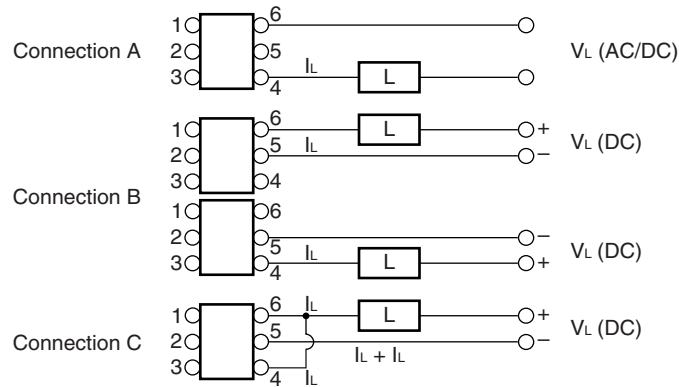 Connection A
1
2
3
6
5
4
IL
L
VL (AC/DC)
Connection B
1
2
3
6
5
4
IL
L
+
–
VL (DC)
1
2
3
6
5
4
IL
L
–
+
VL (DC)
Connection C
1
2
3
6
5
4
IL
L
IL + IL
IL
+
–
VL (DC)